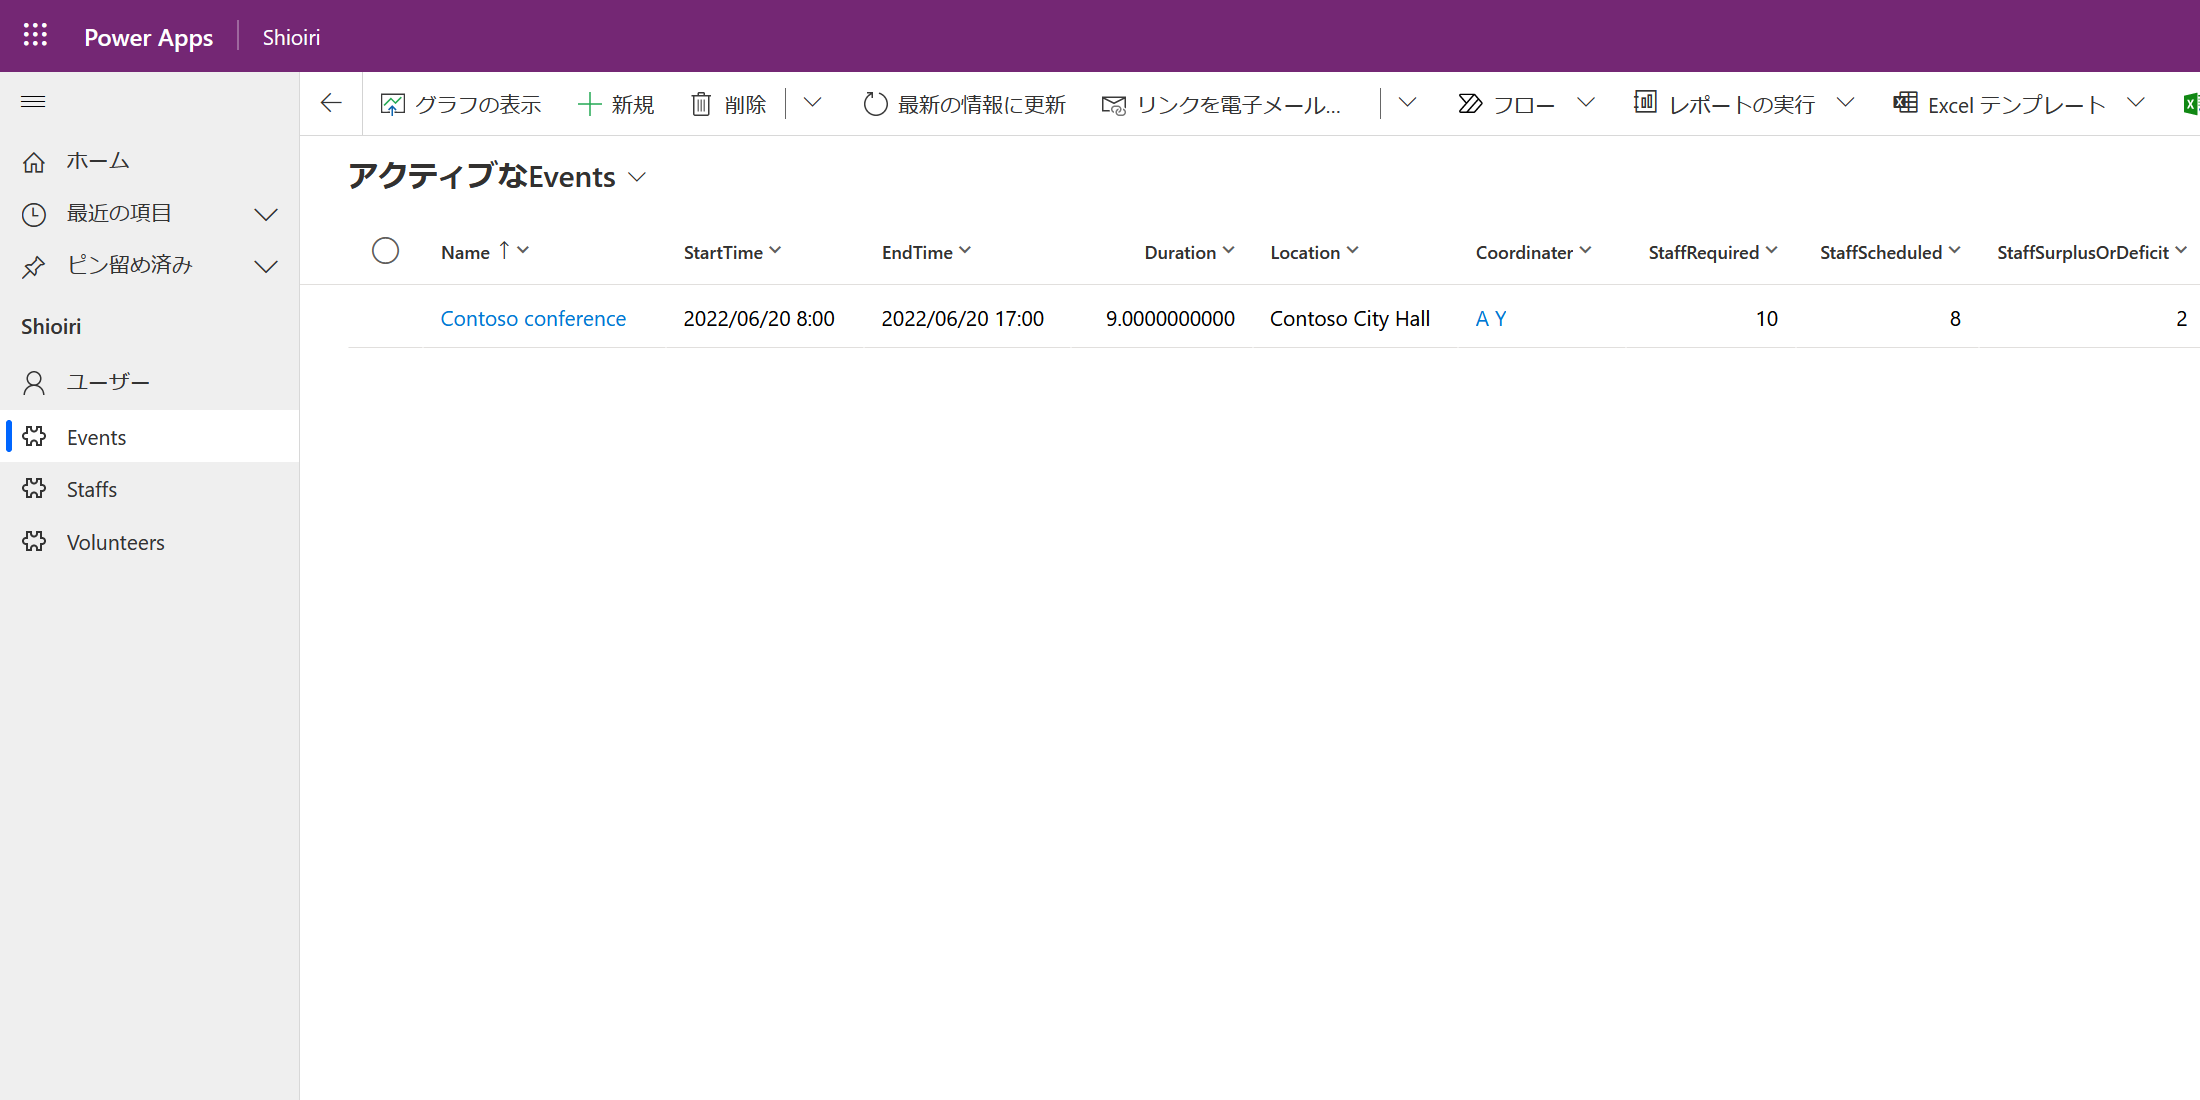 Power Apps Shioiri
グラフの表示 新規 削除 最新の情報に更新 リンクを電子メール... フロー レポートの実行 Excel テンプレート
ホーム
最近の項目
ピン留め済み
Shioiri
ユーザー
Events
Staffs
Volunteers
アクティブなEvents
Name StartTime EndTime Duration Location Coordinater StaffRequired StaffScheduled StaffSurplusOrDeficit
Contoso conference 2022/06/20 8:00 2022/06/20 17:00 9.0000000000 Contoso City Hall A Y 10 8 2